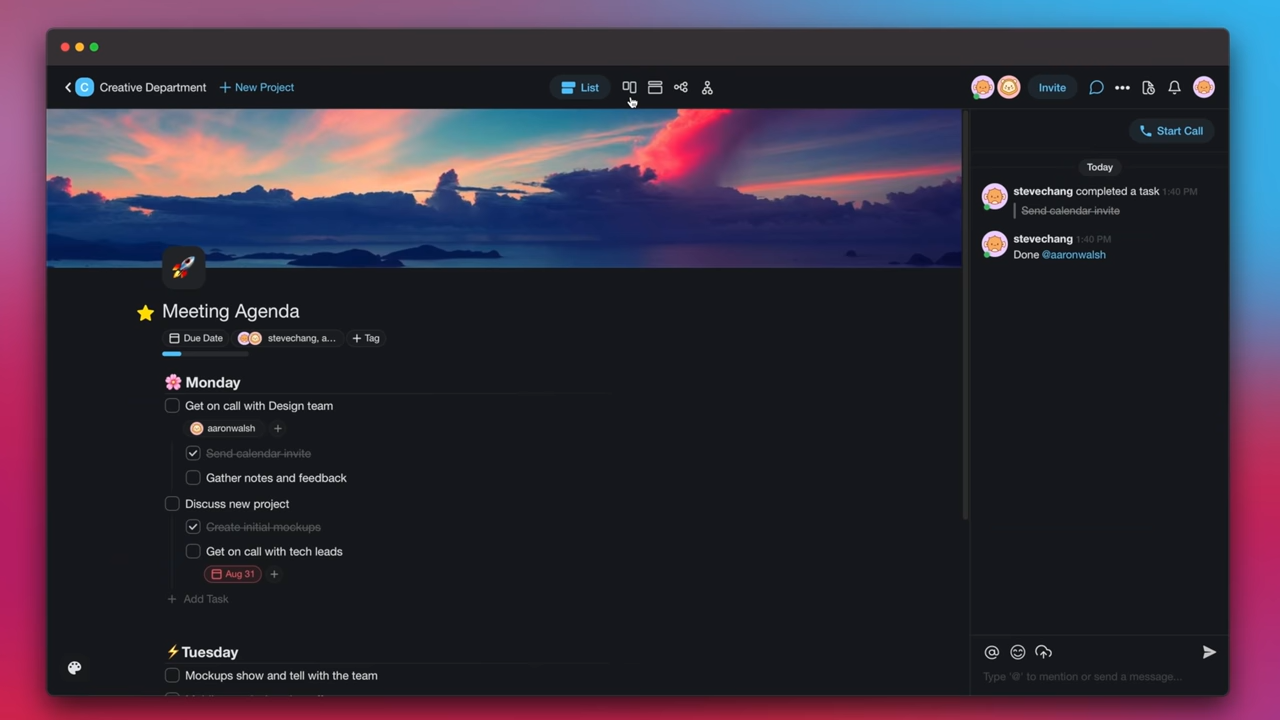 C Creative Department + New Project
List
Invite
Start Call
Today
stevechang completed a task 1:40 PM
Send calendar invite
stevechang 1:40 PM
Done @aaronwalsh
Meeting Agenda
Due Date stevechang, a... + Tag
🌸 Monday
Get on call with Design team
aaronwalsh +
Send calendar invite
Gather notes and feedback
Discuss new project
Create initial mockups
Get on call with tech leads
Aug 31 +
+ Add Task
⚡Tuesday
Mockups show and tell with the team
Type '@' to mention or send a message...